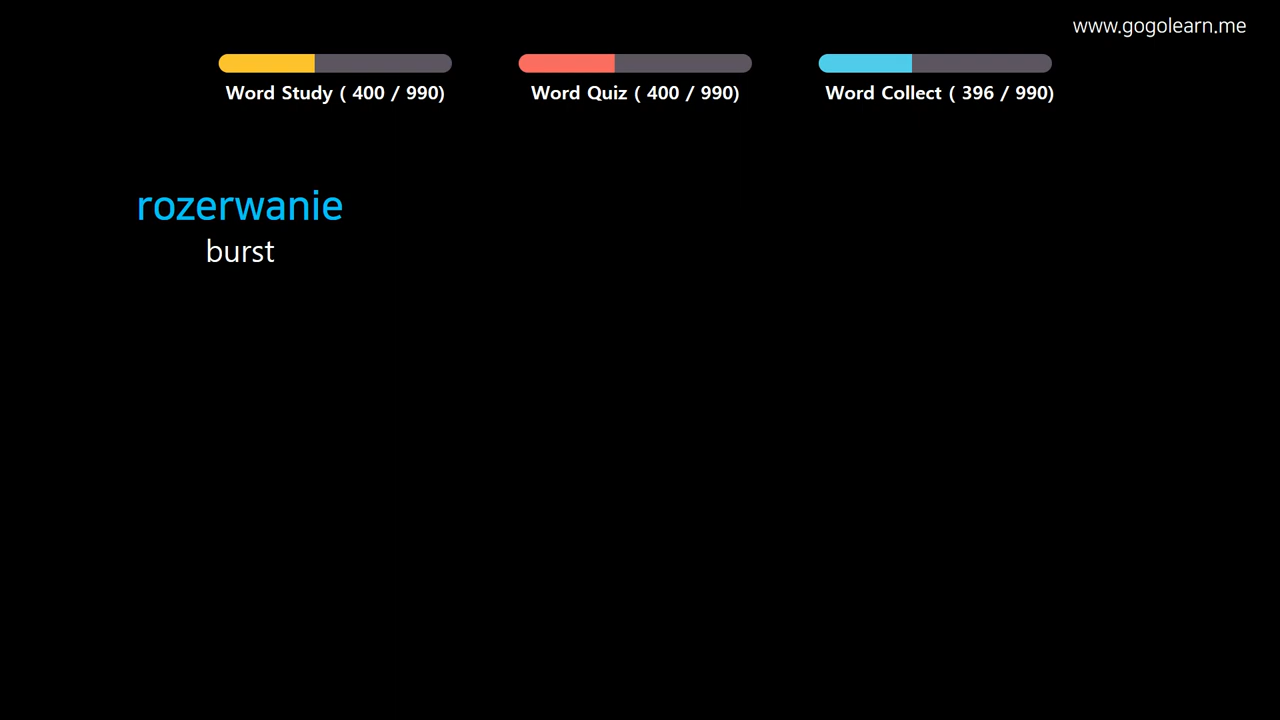 www.gogolearn.me
Word Study ( 400 / 990)
Word Quiz ( 400 / 990)
Word Collect ( 396 / 990)
rozerwanie
burst